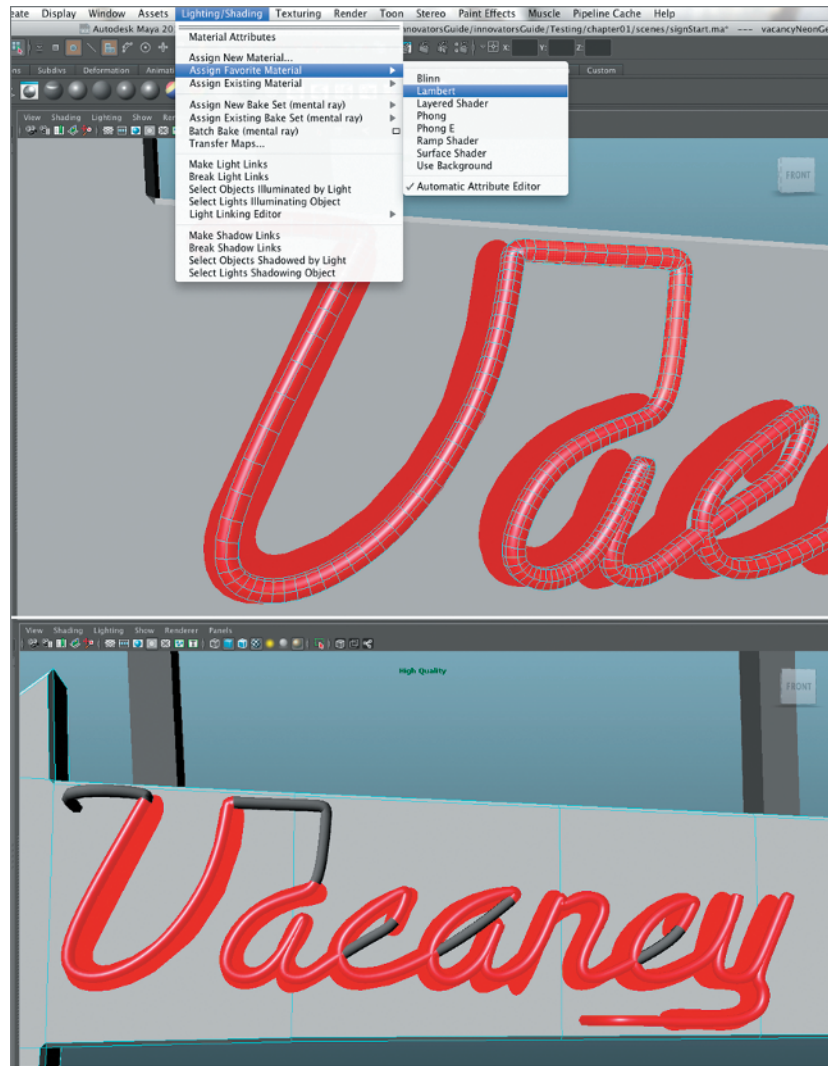 eate Display Window Assets Lighting/Shading Texturing Render Toon Stereo Paint Effects Muscle Pipeline Cache Help
Autodesk Maya 20
nnovatorsGuide/innovatorsGuide/Testing/chapter01/scenes/signStart.ma* --- vacancyNeonGe
X: Y: Z:
ns Subdivs Deformation Animati
Custom
View Shading Lighting Show Rer
Material Attributes
Assign New Material...
Assign Favorite Material
Assign Existing Material
Assign New Bake Set (mental ray)
Assign Existing Bake Set (mental ray)
Batch Bake (mental ray)
Transfer Maps...
Make Light Links
Break Light Links
Select Objects Illuminated by Light
Select Lights Illuminating Object
Light Linking Editor
Make Shadow Links
Break Shadow Links
Select Objects Shadowed by Light
Select Lights Shadowing Object
Blinn
Lambert
Layered Shader
Phong
Phong E
Ramp Shader
Surface Shader
Use Background
✓ Automatic Attribute Editor
FRONT
Vace
View Shading Lighting Show Renderer Panels
High Quality
FRONT
Vacancy